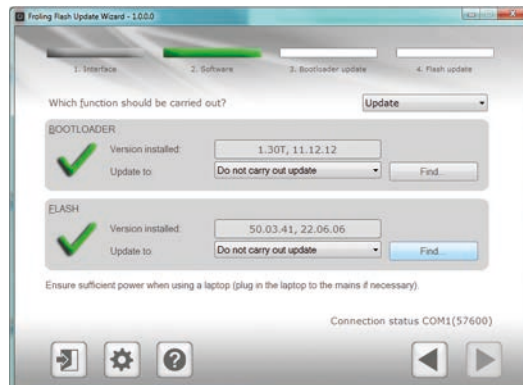 Froling Flash Update Wizard - 1.0.0.0
1. Interface 2. Software 3. Bootloader update 4. Flash update
Which function should be carried out? Update
BOOTLOADER
Version installed: 1.30T, 11.12.12
Update to: Do not carry out update Find...
FLASH
Version installed: 50.03.41, 22.06.06
Update to: Do not carry out update Find...
Ensure sufficient power when using a laptop (plug in the laptop to the mains if necessary).
Connection status COM1(57600)